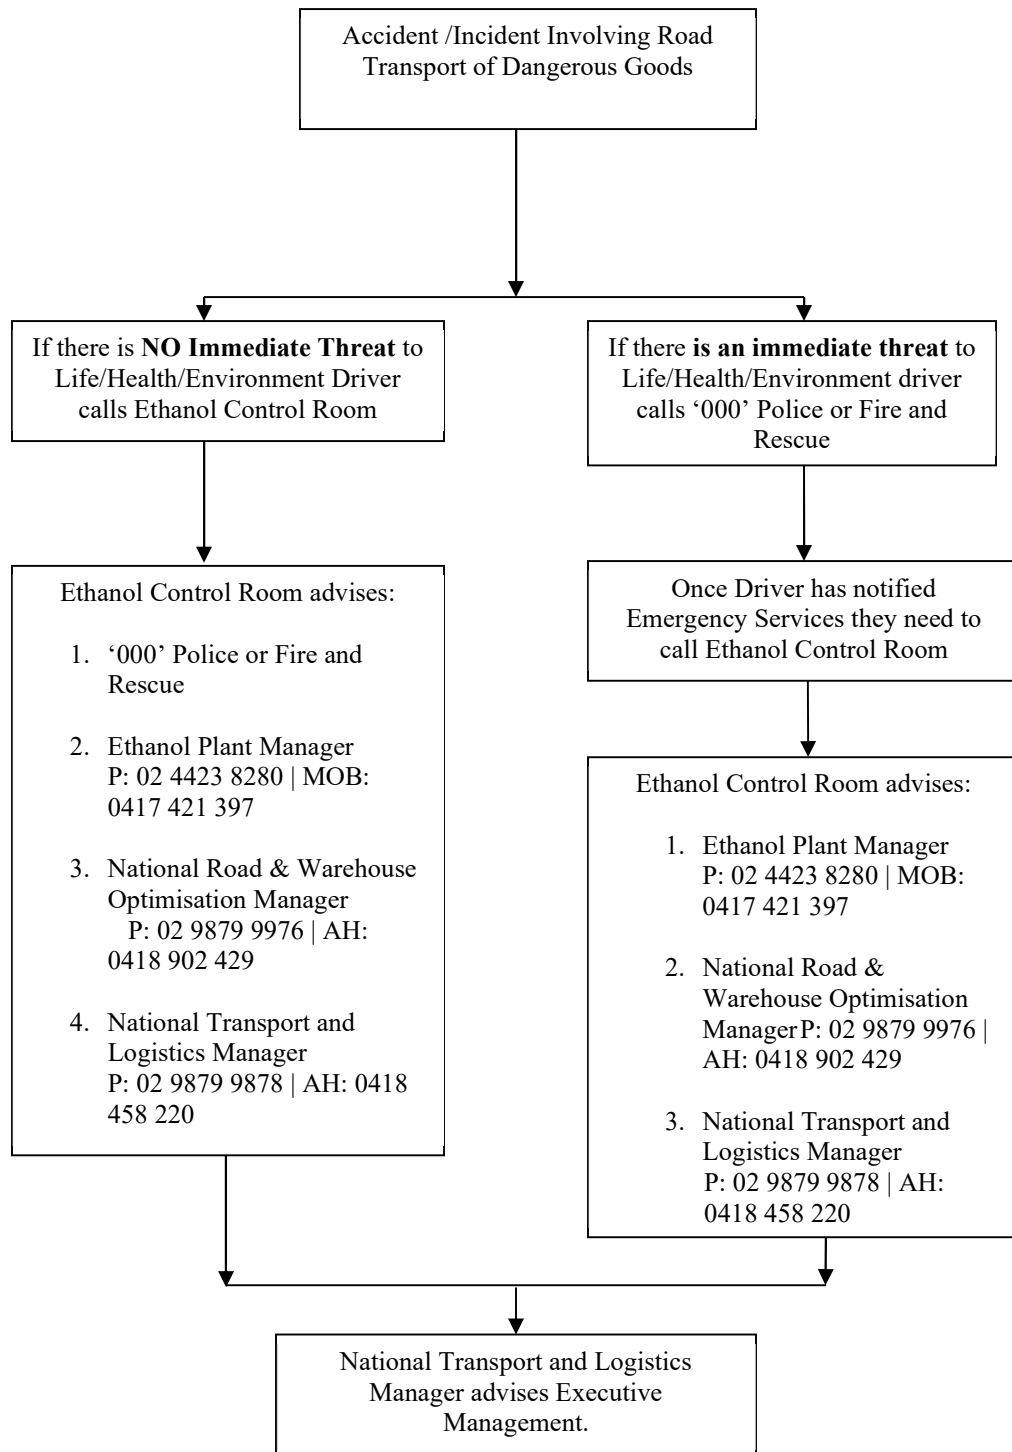 Accident /Incident Involving Road
Transport of Dangerous Goods
If there is NO Immediate Threat to
Life/Health/Environment Driver
calls Ethanol Control Room
If there is an immediate threat to
Life/Health/Environment driver
calls ‘000’ Police or Fire and
Rescue
Ethanol Control Room advises:
1. ‘000’ Police or Fire and
Rescue
2. Ethanol Plant Manager
P: 02 4423 8280 | MOB:
0417 421 397
3. National Road & Warehouse
Optimisation Manager
P: 02 9879 9976 | AH:
0418 902 429
4. National Transport and
Logistics Manager
P: 02 9879 9878 | AH: 0418
458 220
Once Driver has notified
Emergency Services they need to
call Ethanol Control Room
Ethanol Control Room advises:
1. Ethanol Plant Manager
P: 02 4423 8280 | MOB:
0417 421 397
2. National Road &
Warehouse Optimisation
ManagerP: 02 9879 9976 |
AH: 0418 902 429
3. National Transport and
Logistics Manager
P: 02 9879 9878 | AH:
0418 458 220
National Transport and Logistics
Manager advises Executive
Management.